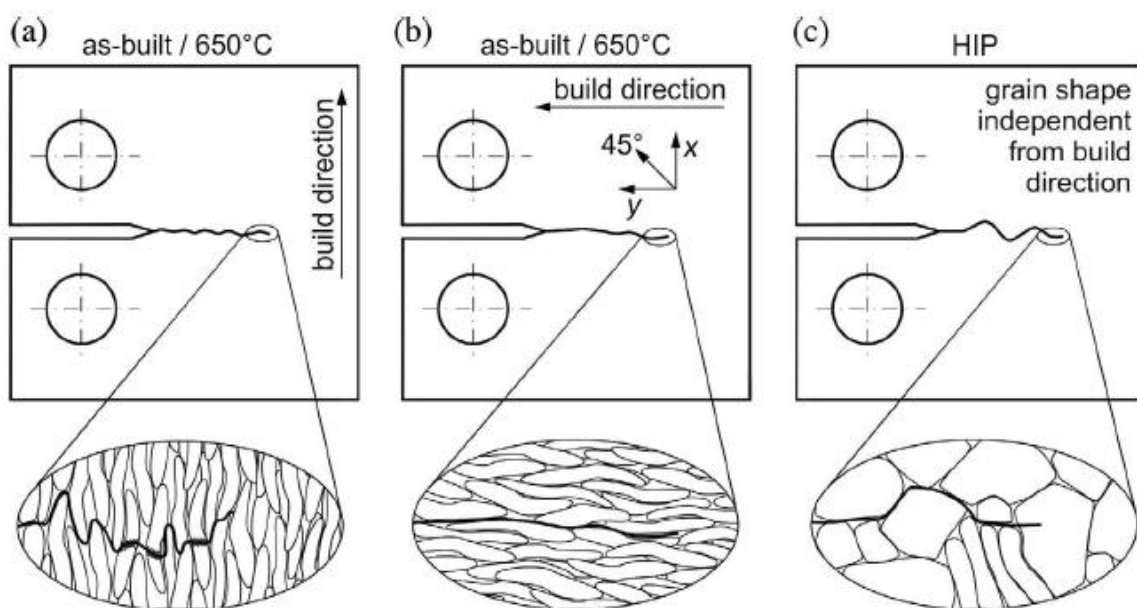 (a)
as-built / 650°C
build direction
(b)
as-built / 650°C
build direction
45°
x
y
(c)
HIP
grain shape
independent
from build
direction